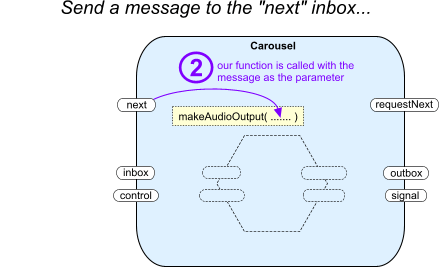 Send a message to the "next" inbox...
Carousel
2
our function is called with the
message as the parameter
next
requestNext
makeAudioOutput( ....... )
inbox
outbox
control
signal